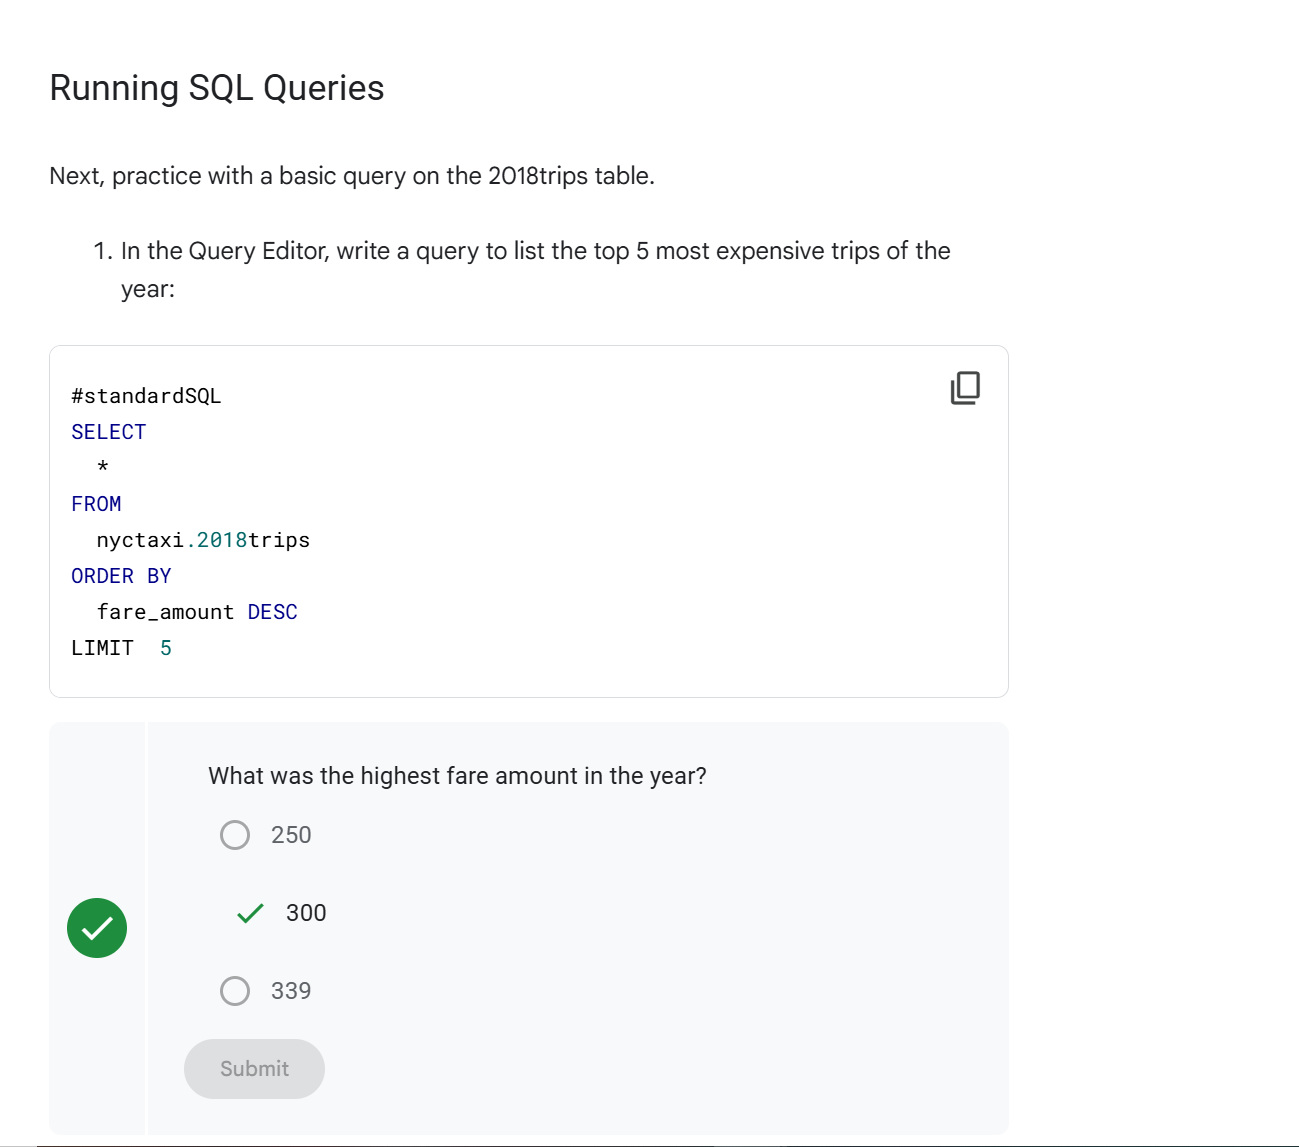 Running SQL Queries
Next, practice with a basic query on the 2018trips table.
1. In the Query Editor, write a query to list the top 5 most expensive trips of the
year:
#standardSQL
SELECT
  *
FROM
  nyctaxi.2018trips
ORDER BY
  fare_amount DESC
LIMIT  5
What was the highest fare amount in the year?
250
300
339
Submit